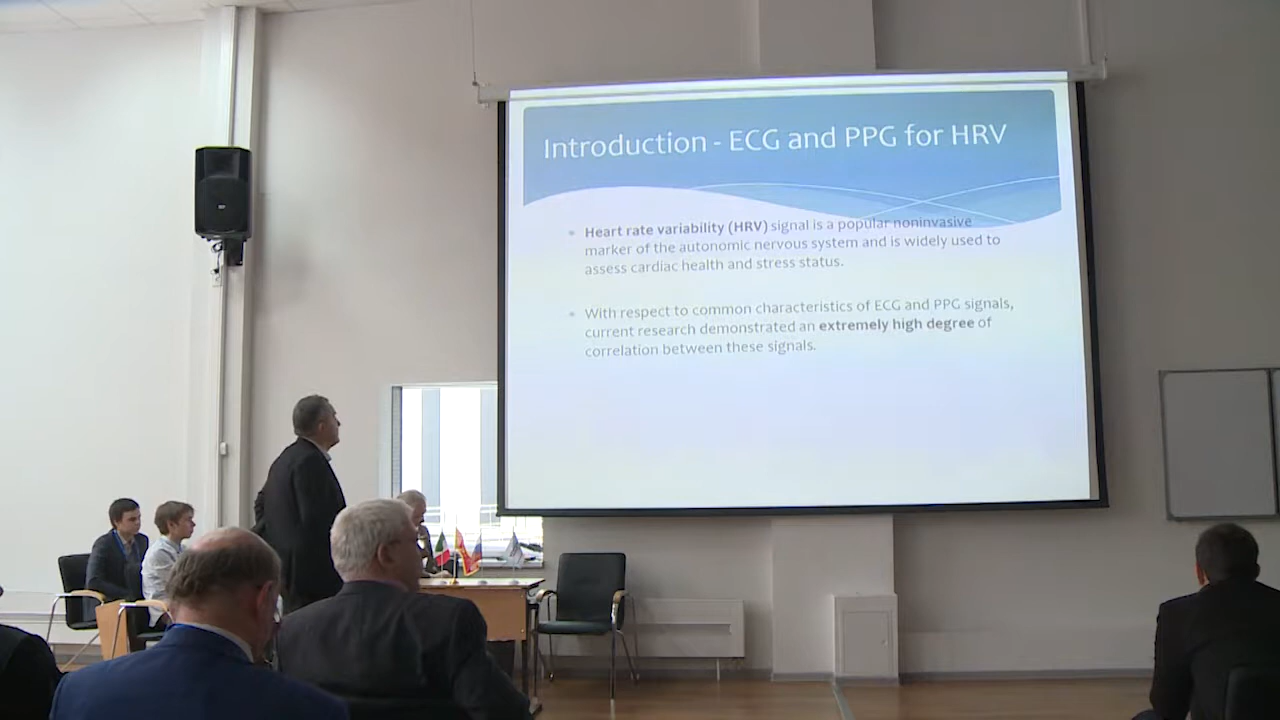 Introduction - ECG and PPG for HRV
Heart rate variability (HRV) signal is a popular noninvasive
marker of the autonomic nervous system and is widely used to
assess cardiac health and stress status.
With respect to common characteristics of ECG and PPG signals,
current research demonstrated an extremely high degree of
correlation between these signals.